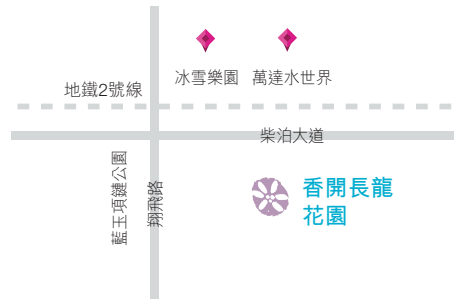 冰雪樂園
萬達水世界
地鐵2號線
柴泊大道
藍玉項鏈公園
翔飛路
香開長龍
花園